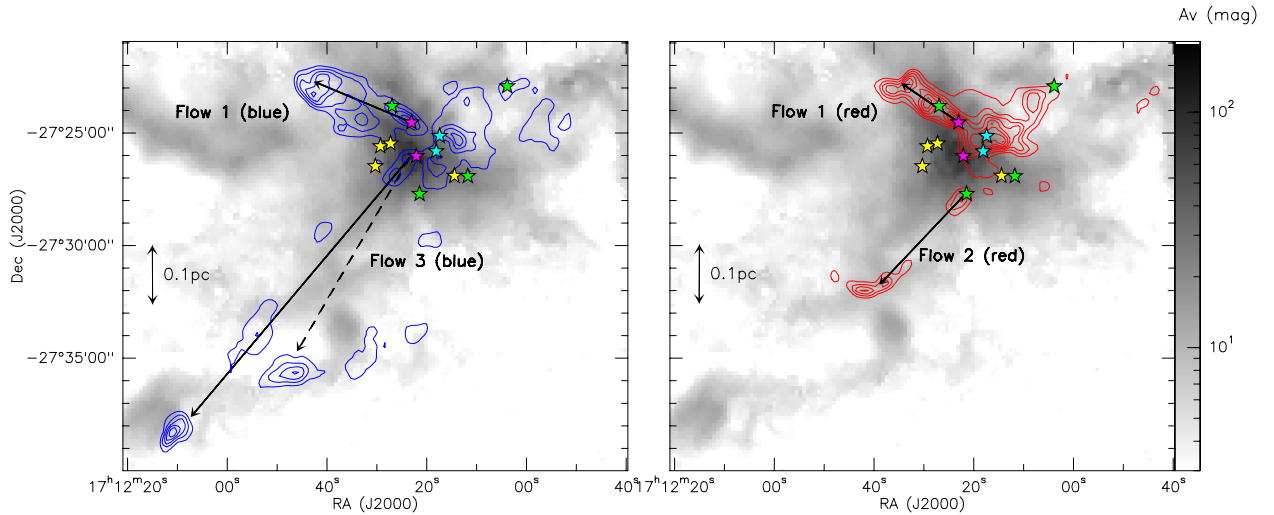 Av (mag)
Flow 1 (blue)
Flow 1 (red)
10²
−27°25'00''
Dec (J2000)
−27°30'00''
0.1pc
Flow 3 (blue)
0.1pc
Flow 2 (red)
−27°35'00''
10¹
17ʰ12ᵐ20ˢ 00ˢ 40ˢ 20ˢ 00ˢ 40ˢ
17ʰ12ᵐ20ˢ 00ˢ 40ˢ 20ˢ 00ˢ 40ˢ
RA (J2000)
RA (J2000)